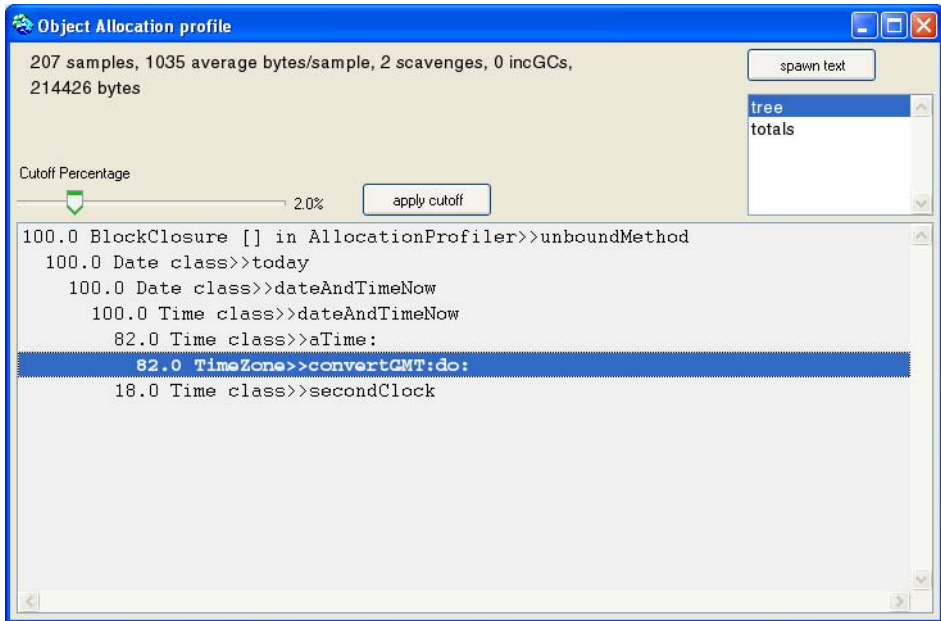 Object Allocation profile
207 samples, 1035 average bytes/sample, 2 scavenges, 0 incGCs,
214426 bytes
spawn text
tree
totals
Cutoff Percentage
2.0%
apply cutoff
100.0 BlockClosure [] in AllocationProfiler>>unboundMethod
100.0 Date class>>today
100.0 Date class>>dateAndTimeNow
100.0 Time class>>dateAndTimeNow
82.0 Time class>>aTime:
82.0 TimeZone>>convertGMT:do:
18.0 Time class>>secondClock